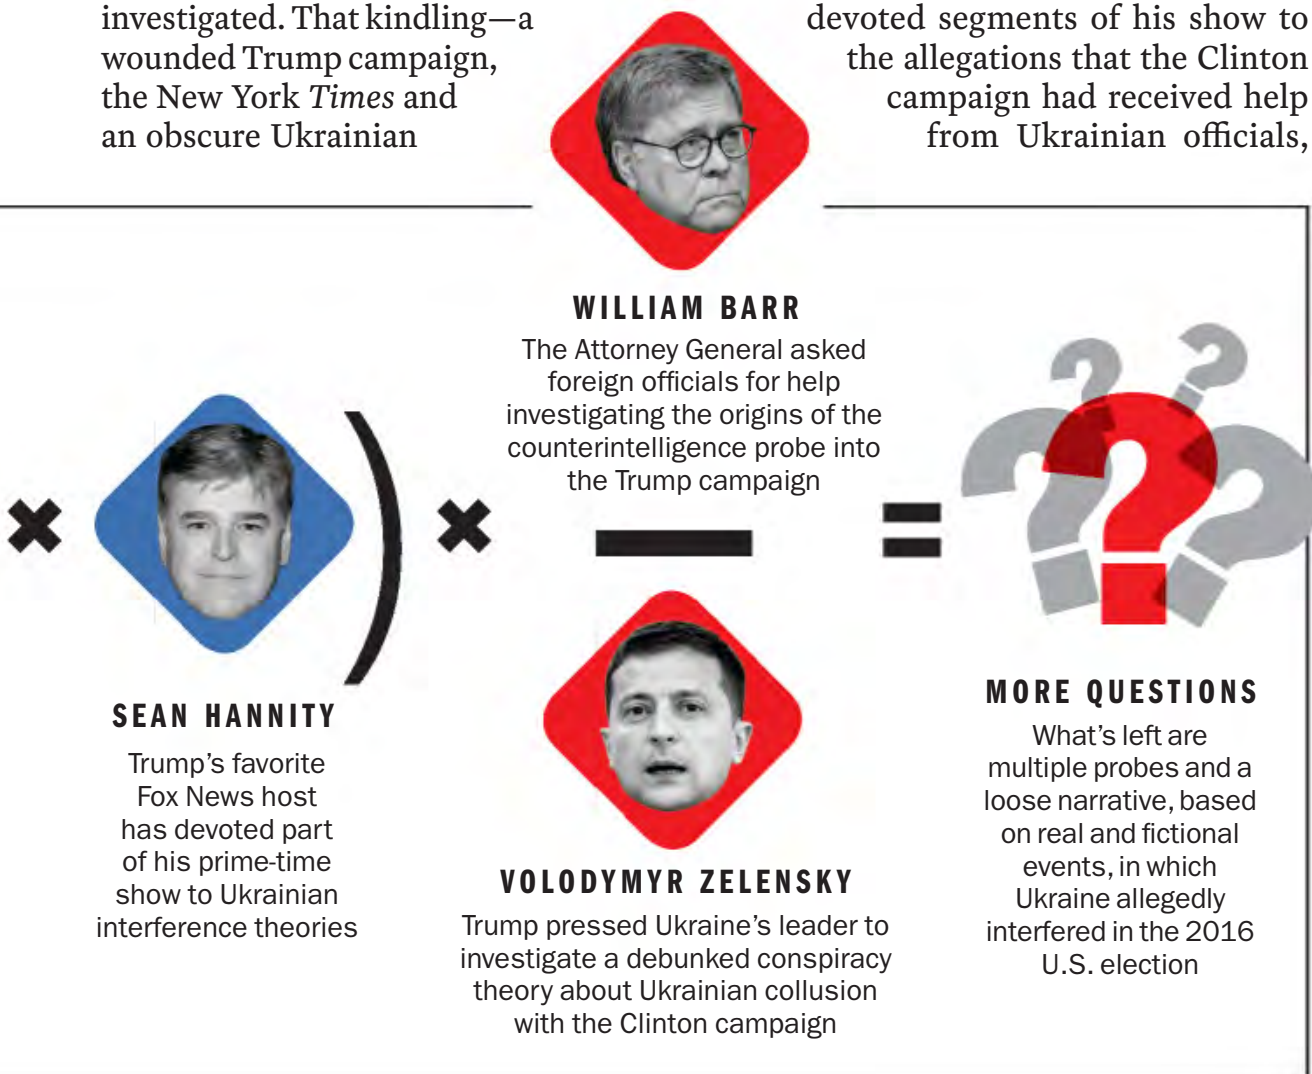 investigated. That kindling—a
wounded Trump campaign,
the New York Times and
an obscure Ukrainian
devoted segments of his show to
the allegations that the Clinton
campaign had received help
from Ukrainian officials,
WILLIAM BARR
The Attorney General asked
foreign officials for help
investigating the origins of the
counterintelligence probe into
the Trump campaign
× ) × — =
? ? ? ? ?
SEAN HANNITY
Trump’s favorite
Fox News host
has devoted part
of his prime-time
show to Ukrainian
interference theories
VOLODYMYR ZELENSKY
Trump pressed Ukraine’s leader to
investigate a debunked conspiracy
theory about Ukrainian collusion
with the Clinton campaign
MORE QUESTIONS
What’s left are
multiple probes and a
loose narrative, based
on real and fictional
events, in which
Ukraine allegedly
interfered in the 2016
U.S. election